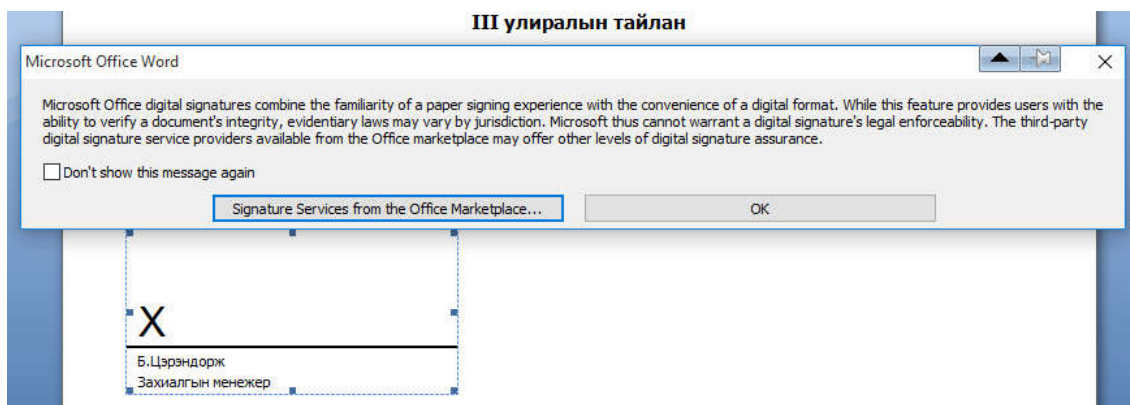 III улиралын тайлан
Microsoft Office Word
Microsoft Office digital signatures combine the familiarity of a paper signing experience with the convenience of a digital format. While this feature provides users with the
ability to verify a document's integrity, evidentiary laws may vary by jurisdiction. Microsoft thus cannot warrant a digital signature's legal enforceability. The third-party
digital signature service providers available from the Office marketplace may offer other levels of digital signature assurance.
Don't show this message again
Signature Services from the Office Marketplace...
OK
X
Б.Цэрэндорж
Захиалгын менежер